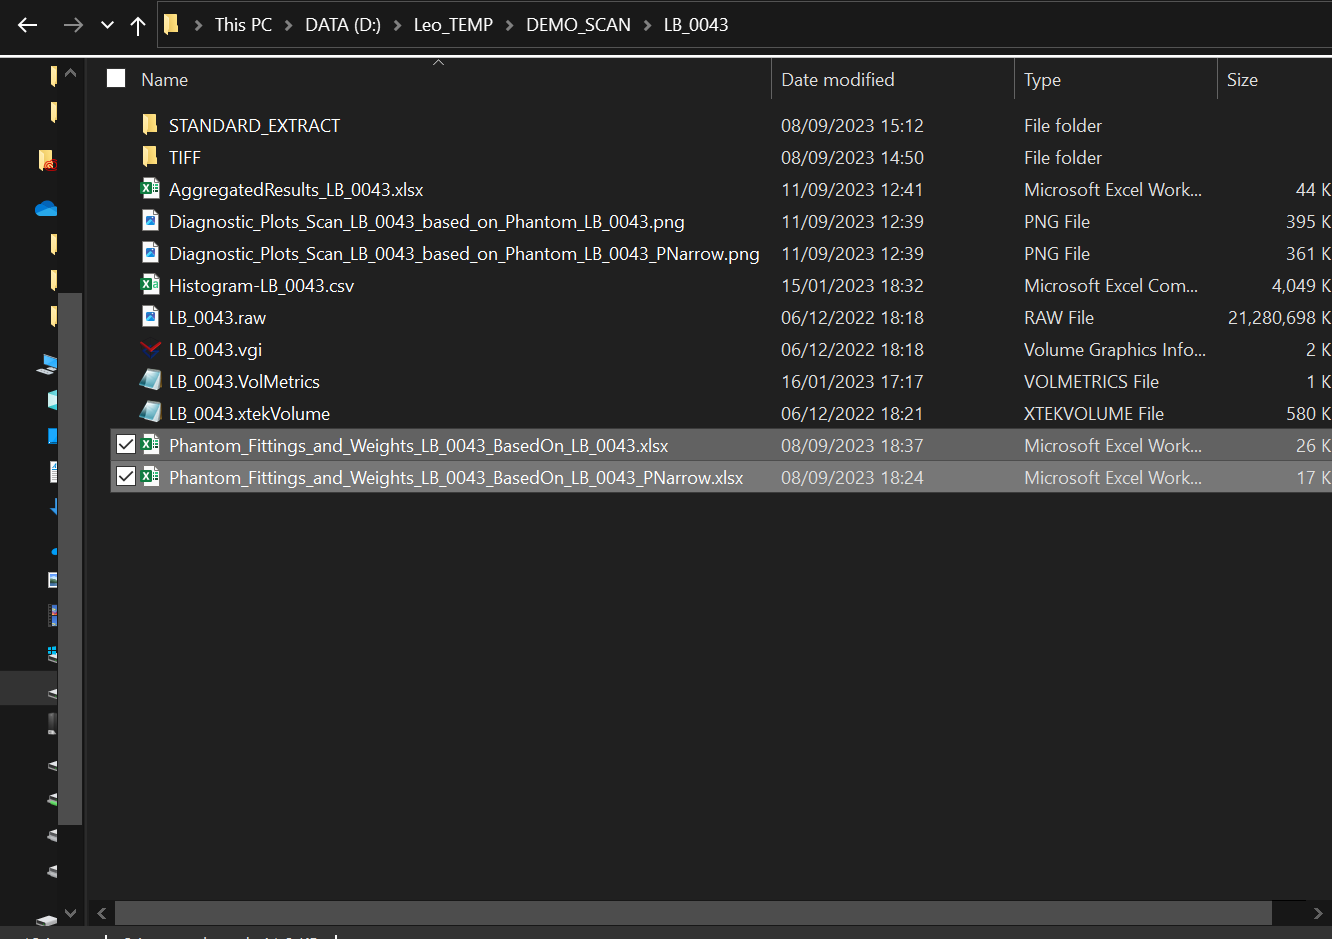 This PC > DATA (D:) > Leo_TEMP > DEMO_SCAN > LB_0043
Name Date modified Type Size
STANDARD_EXTRACT 08/09/2023 15:12 File folder
TIFF 08/09/2023 14:50 File folder
AggregatedResults_LB_0043.xlsx 11/09/2023 12:41 Microsoft Excel Work... 44 K
Diagnostic_Plots_Scan_LB_0043_based_on_Phantom_LB_0043.png 11/09/2023 12:39 PNG File 395 K
Diagnostic_Plots_Scan_LB_0043_based_on_Phantom_LB_0043_PNarrow.png 11/09/2023 12:39 PNG File 361 K
Histogram-LB_0043.csv 15/01/2023 18:32 Microsoft Excel Com... 4,049 K
LB_0043.raw 06/12/2022 18:18 RAW File 21,280,698 K
LB_0043.vgi 06/12/2022 18:18 Volume Graphics Info... 2 K
LB_0043.VolMetrics 16/01/2023 17:17 VOLMETRICS File 1 K
LB_0043.xtekVolume 06/12/2022 18:21 XTEKVOLUME File 580 K
Phantom_Fittings_and_Weights_LB_0043_BasedOn_LB_0043.xlsx 08/09/2023 18:37 Microsoft Excel Work... 26 K
Phantom_Fittings_and_Weights_LB_0043_BasedOn_LB_0043_PNarrow.xlsx 08/09/2023 18:24 Microsoft Excel Work... 17 K